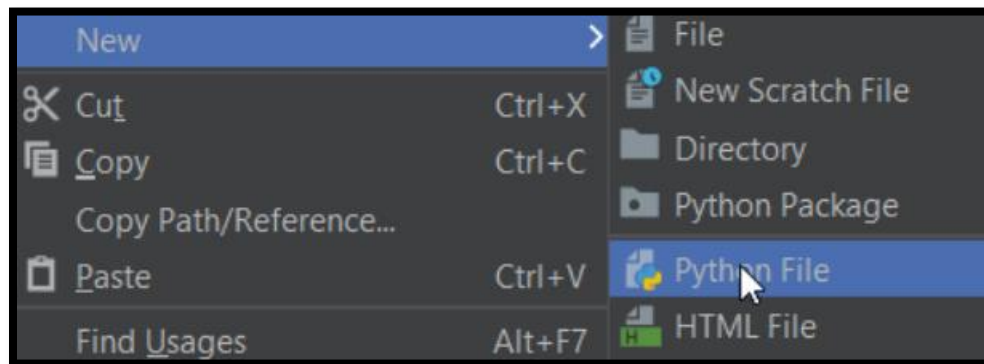 New
Cut Ctrl+X
Copy Ctrl+C
Copy Path/Reference...
Paste Ctrl+V
Find Usages Alt+F7
File
New Scratch File
Directory
Python Package
Python File
HTML File